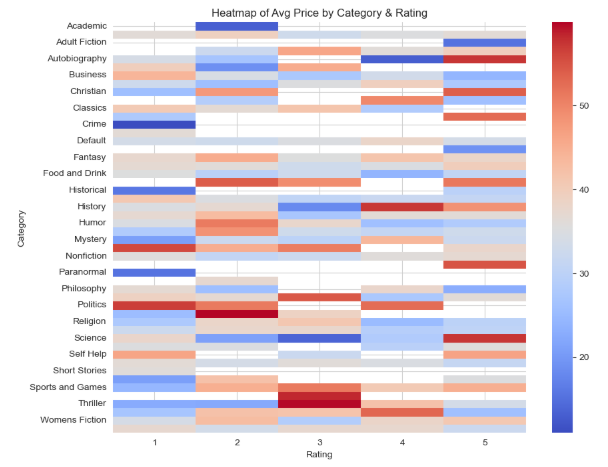 Heatmap of Avg Price by Category & Rating
Academic
Adult Fiction
Autobiography
Business
Christian
Classics
Crime
Default
Fantasy
Food and Drink
Historical
History
Humor
Mystery
Nonfiction
Paranormal
Philosophy
Politics
Religion
Science
Self Help
Short Stories
Sports and Games
Thriller
Womens Fiction
Category
1 2 3 4 5
Rating
50
40
30
20